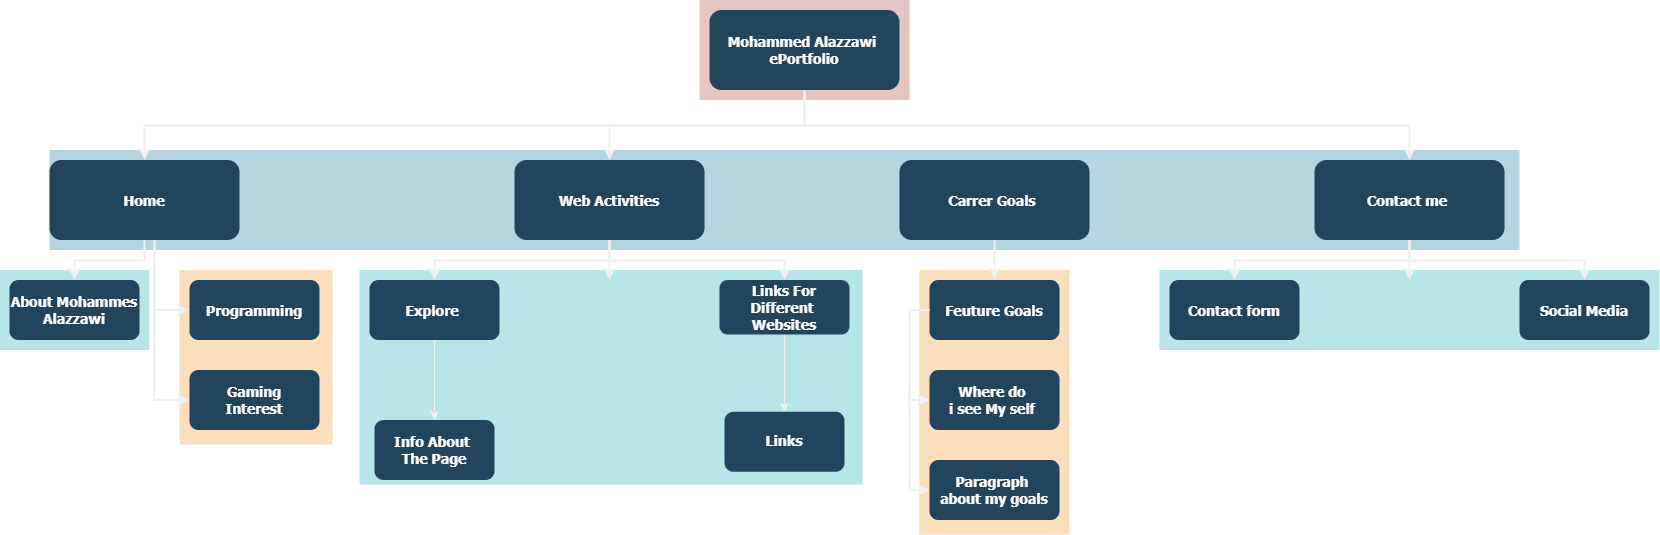 Mohammed Alazzawi
ePortfolio
Home
Web Activities
Carrer Goals
Contact me
About Mohammes
Alazzawi
Programming
Gaming
Interest
Explore
Info About
The Page
Links For
Different
Websites
Links
Feuture Goals
Where do
i see My self
Paragraph
about my goals
Contact form
Social Media